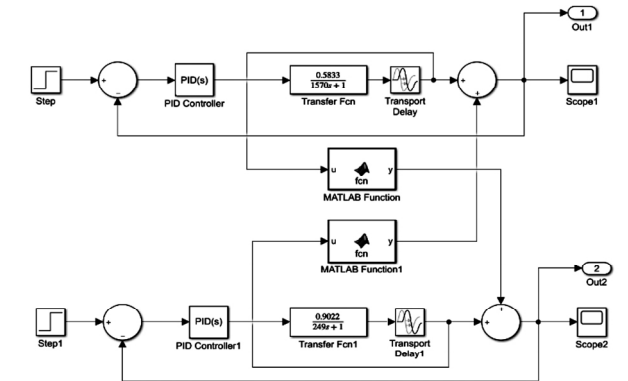 1
Out1
Step
+
−
PID(s)
PID Controller
0.5833
1570s + 1
Transfer Fcn
Transport
Delay
+
+
Scope1
u
fcn
y
MATLAB Function
u
fcn
y
MATLAB Function1
2
Out2
Step1
+
−
PID(s)
PID Controller1
0.9022
249s + 1
Transfer Fcn1
Transport
Delay1
+
+
Scope2